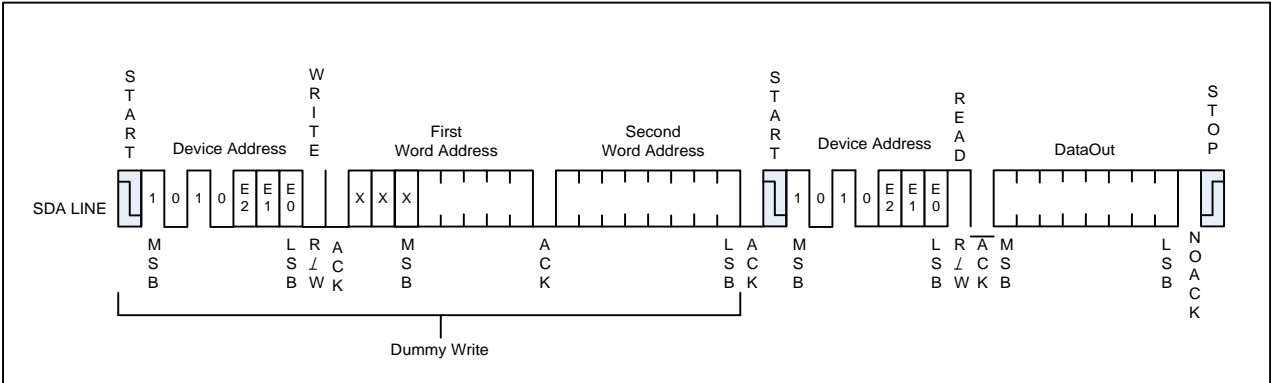 START
WRITE
START
READ
STOP
Device Address
First
Word Address
Second
Word Address
Device Address
DataOut
SDA LINE
1 0 1 0 E2 E1 E0
X X X
1 0 1 0 E2 E1 E0
MSB
LSB
R/W
ACK
MSB
ACK
LSB
ACK
MSB
LSB
R/W
ACK
MSB
LSB
NOACK
Dummy Write